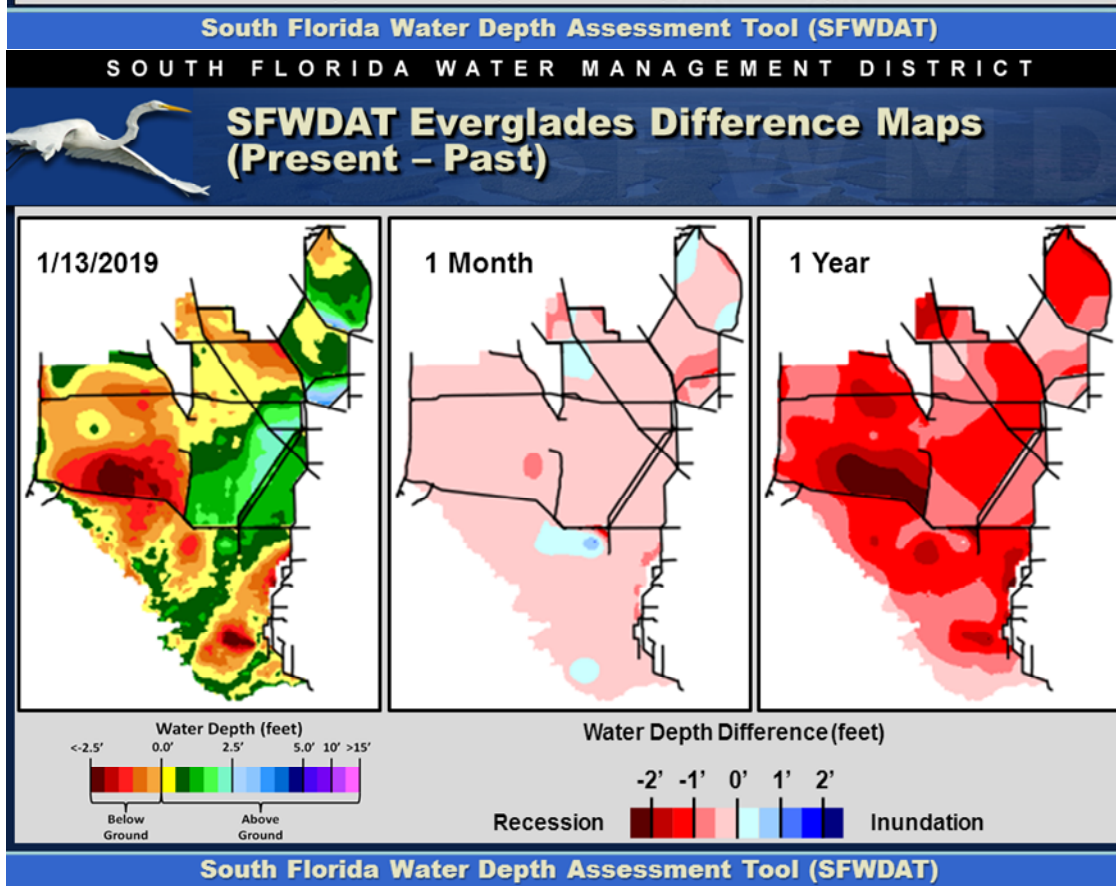 South Florida Water Depth Assessment Tool (SFWDAT)
SOUTH FLORIDA WATER MANAGEMENT DISTRICT
SFWDAT Everglades Difference Maps
(Present – Past)
SFWMD
1/13/2019
1 Month
1 Year
Water Depth (feet)
<-2.5' 0.0' 2.5' 5.0' 10' >15'
Below
Ground
Above
Ground
Water Depth Difference (feet)
-2' -1' 0' 1' 2'
Recession
Inundation
South Florida Water Depth Assessment Tool (SFWDAT)